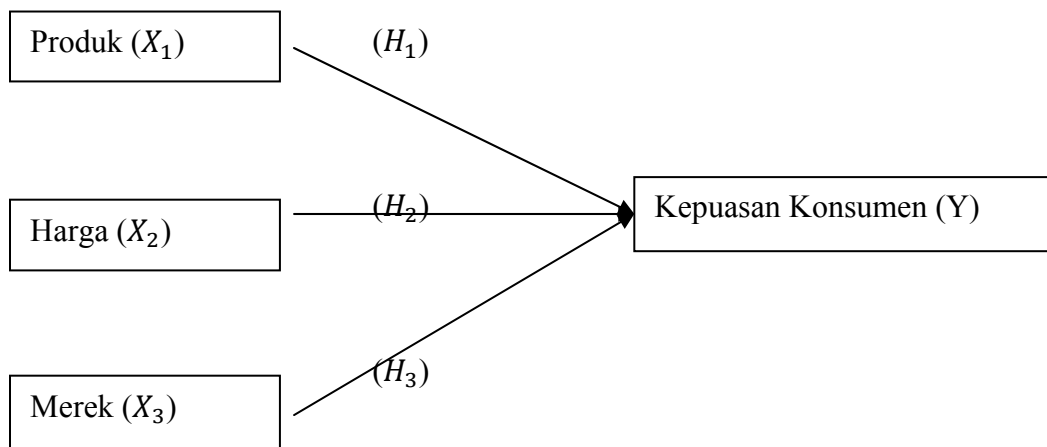 Produk (𝑋₁)
(𝐻₁)
Harga (𝑋₂)
(𝐻₂)
Kepuasan Konsumen (Y)
Merek (𝑋₃)
(𝐻₃)